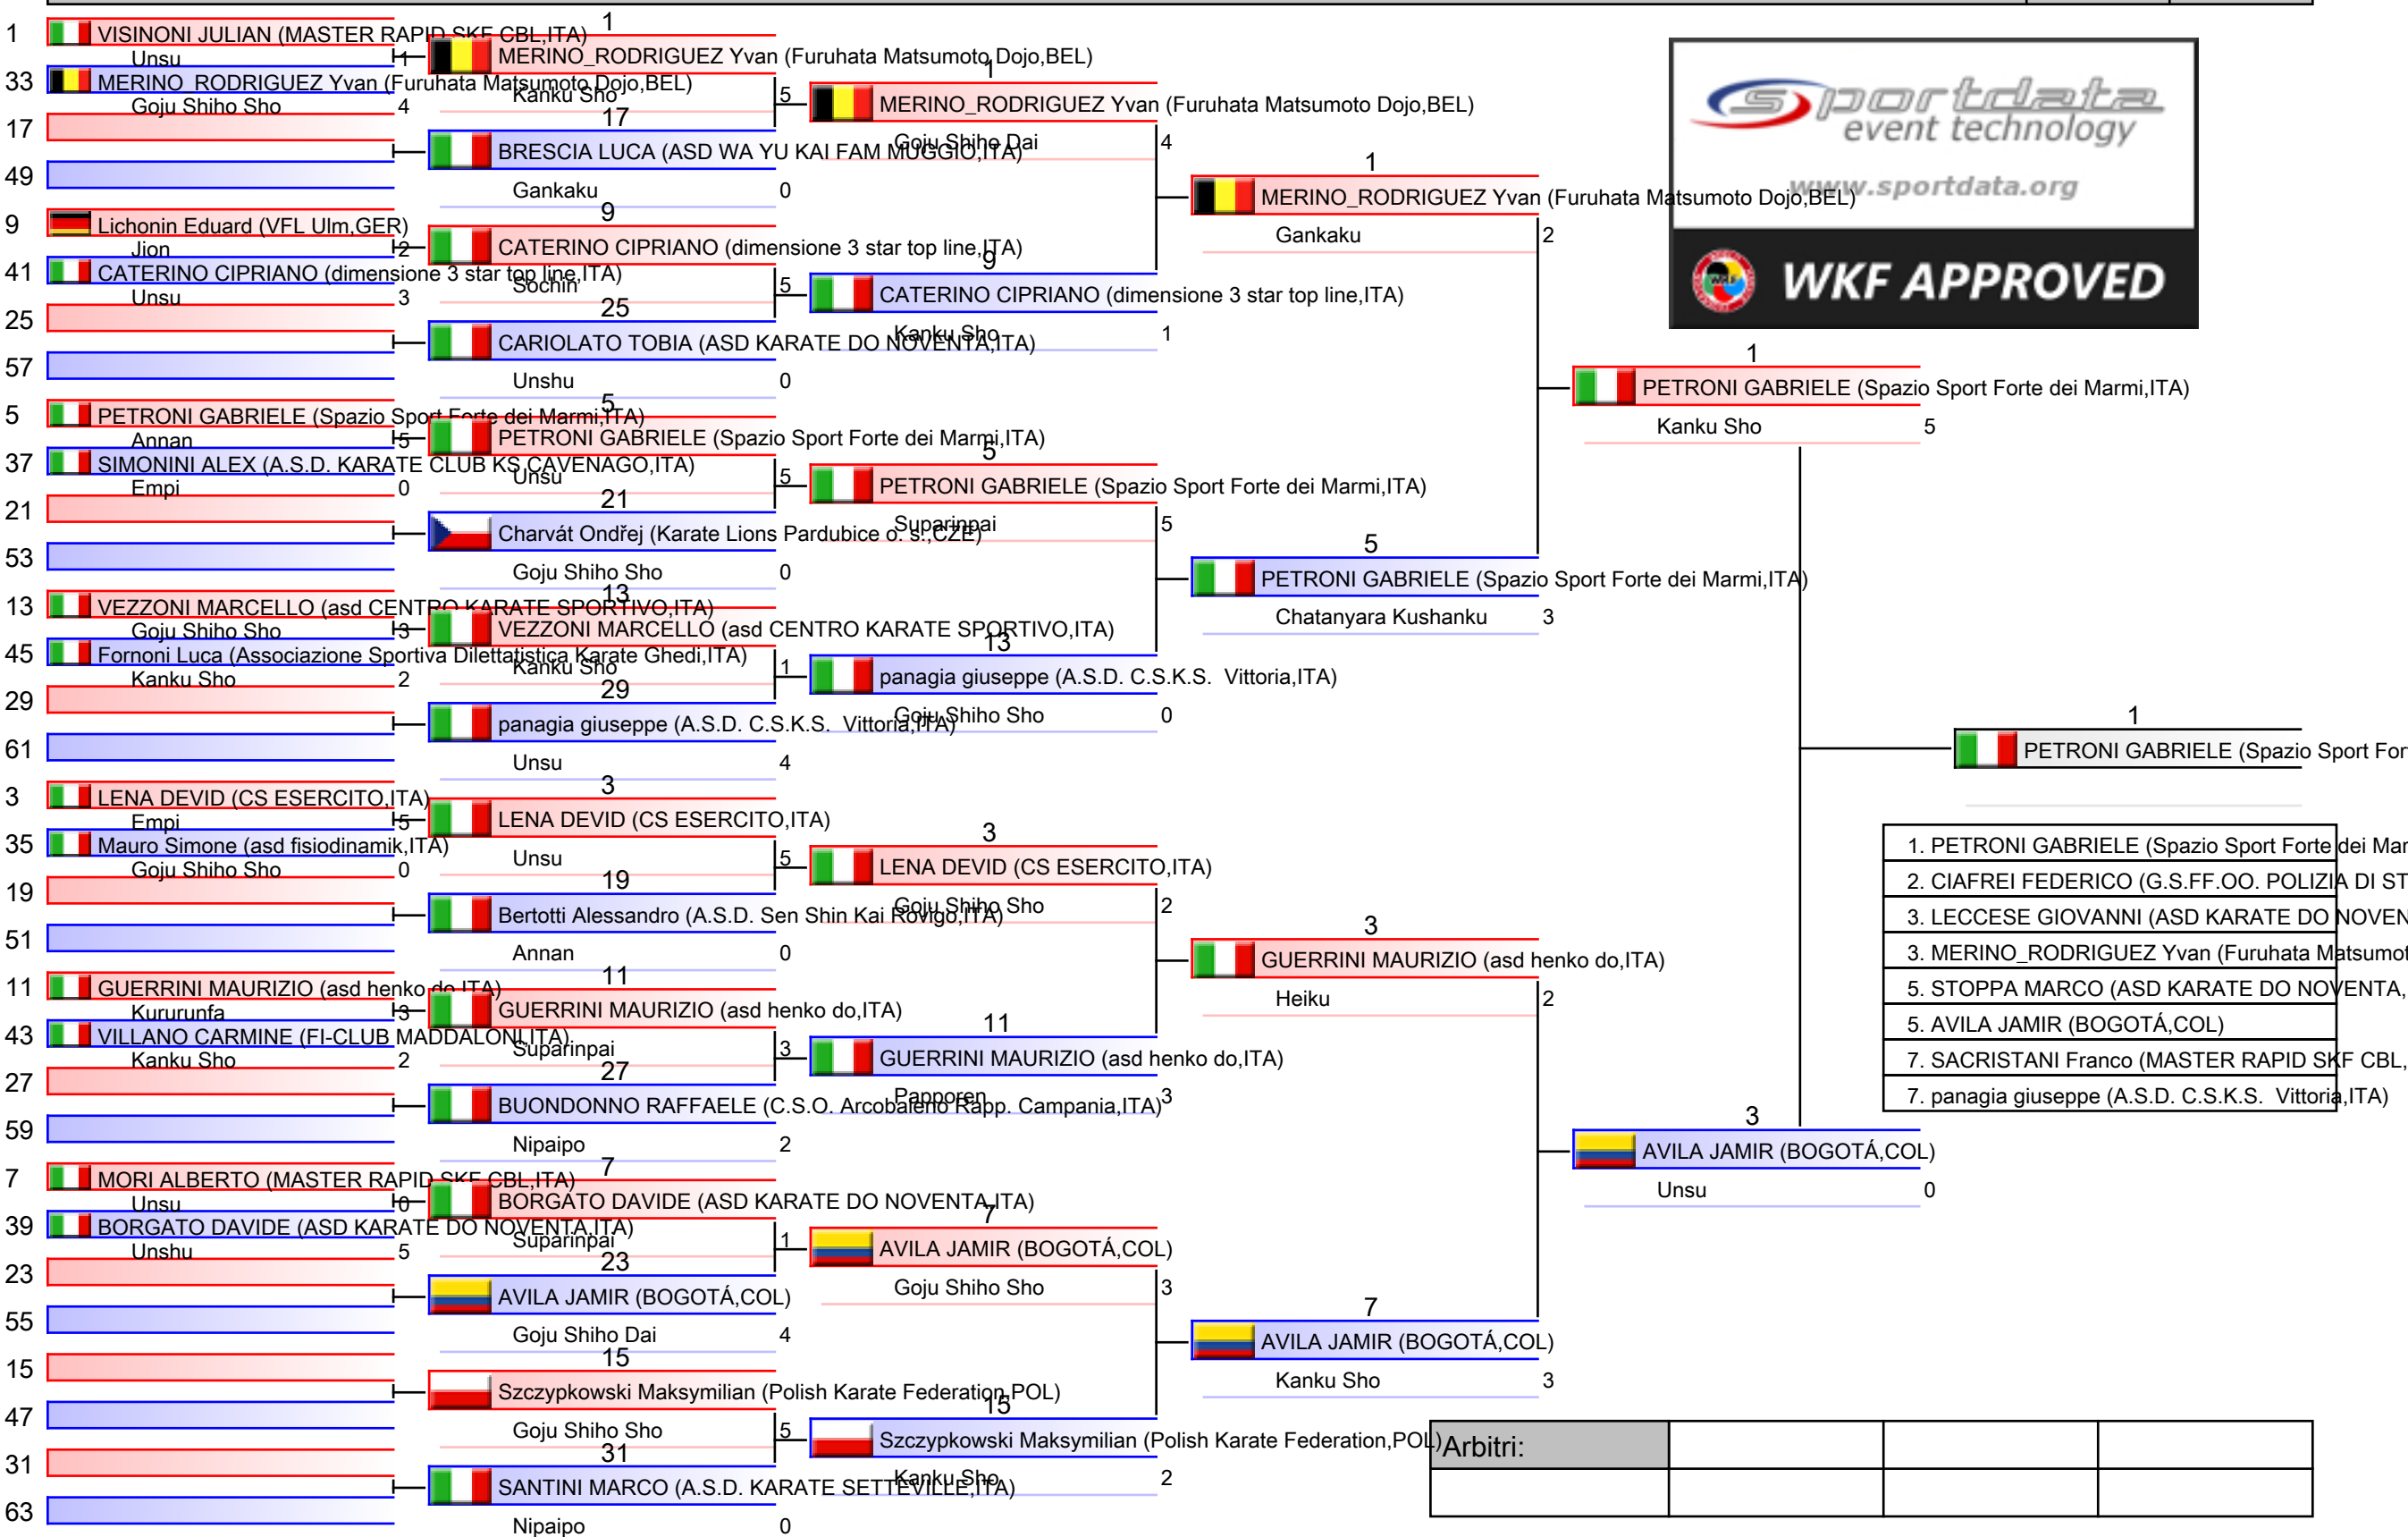 1 VISINONI JULIAN (MASTER RAPID SKF CBL,ITA)
Unsu 1
33 MERINO_RODRIGUEZ Yvan (Furuhata Matsumoto Dojo,BEL)
Goju Shiho Sho 4
17
49
9 Lichonin Eduard (VFL Ulm,GER)
Jion 2
41 CATERINO CIPRIANO (dimensione 3 star top line,ITA)
Unsu 3
25
57
5 PETRONI GABRIELE (Spazio Sport Forte dei Marmi,ITA)
Annan 5
37 SIMONINI ALEX (A.S.D. KARATE CLUB KS CAVENAGO,ITA)
Empi 0
21
53
13 VEZZONI MARCELLO (asd CENTRO KARATE SPORTIVO,ITA)
Goju Shiho Sho 3
45 Fornoni Luca (Associazione Sportiva Dilettatistica Karate Ghedi,ITA)
Kanku Sho 2
29
61
3 LENA DEVID (CS ESERCITO,ITA)
Empi 5
35 Mauro Simone (asd fisiodinamik,ITA)
Goju Shiho Sho 0
19
51
11 GUERRINI MAURIZIO (asd henko do,ITA)
Kururunfa 3
43 VILLANO CARMINE (FI-CLUB MADDALONI,ITA)
Kanku Sho 2
27
59
7 MORI ALBERTO (MASTER RAPID SKF CBL,ITA)
Unsu 0
39 BORGATO DAVIDE (ASD KARATE DO NOVENTA,ITA)
Unshu 5
23
55
15
47
31
63
1
MERINO_RODRIGUEZ Yvan (Furuhata Matsumoto Dojo,BEL)
Kanku Sho 5
17
BRESCIA LUCA (ASD WA YU KAI FAM MUGGIO,ITA)
Gankaku 0
9
CATERINO CIPRIANO (dimensione 3 star top line,ITA)
Sochin 5
25
CARIOLATO TOBIA (ASD KARATE DO NOVENTA,ITA)
Unshu 0
5
PETRONI GABRIELE (Spazio Sport Forte dei Marmi,ITA)
Unsu 5
21
Charvát Ondřej (Karate Lions Pardubice o. s.,CZE)
Goju Shiho Sho 0
13
VEZZONI MARCELLO (asd CENTRO KARATE SPORTIVO,ITA)
Kanku Sho 1
29
panagia giuseppe (A.S.D. C.S.K.S. Vittoria,ITA)
Unsu 4
3
LENA DEVID (CS ESERCITO,ITA)
Unsu 5
19
Bertotti Alessandro (A.S.D. Sen Shin Kai Rovigo,ITA)
Annan 0
11
GUERRINI MAURIZIO (asd henko do,ITA)
Suparinpai 3
27
BUONDONNO RAFFAELE (C.S.O. Arcobaleno Rapp. Campania,ITA)
Nipaipo 2
7
BORGATO DAVIDE (ASD KARATE DO NOVENTA,ITA)
Suparinpai 1
23
AVILA JAMIR (BOGOTÁ,COL)
Goju Shiho Dai 4
15
Szczypkowski Maksymilian (Polish Karate Federation,POL)
Goju Shiho Sho 5
31
SANTINI MARCO (A.S.D. KARATE SETTEVILLE,ITA)
Nipaipo 0
1
MERINO_RODRIGUEZ Yvan (Furuhata Matsumoto Dojo,BEL)
Goju Shiho Dai 4
9
CATERINO CIPRIANO (dimensione 3 star top line,ITA)
Kanku Sho 1
5
PETRONI GABRIELE (Spazio Sport Forte dei Marmi,ITA)
Suparinpai 5
13
panagia giuseppe (A.S.D. C.S.K.S. Vittoria,ITA)
Goju Shiho Sho 0
3
LENA DEVID (CS ESERCITO,ITA)
Goju Shiho Sho 2
11
GUERRINI MAURIZIO (asd henko do,ITA)
Papporen 3
7
AVILA JAMIR (BOGOTÁ,COL)
Goju Shiho Sho 3
15
Szczypkowski Maksymilian (Polish Karate Federation,POL)
Kanku Sho 2
1
MERINO_RODRIGUEZ Yvan (Furuhata Matsumoto Dojo,BEL)
Gankaku 2
5
PETRONI GABRIELE (Spazio Sport Forte dei Marmi,ITA)
Chatanyara Kushanku 3
3
GUERRINI MAURIZIO (asd henko do,ITA)
Heiku 2
7
AVILA JAMIR (BOGOTÁ,COL)
Kanku Sho 3
sportdata
event technology
www.sportdata.org
WKF APPROVED
1
PETRONI GABRIELE (Spazio Sport Forte dei Marmi,ITA)
Kanku Sho 5
3
AVILA JAMIR (BOGOTÁ,COL)
Unsu 0
1
PETRONI GABRIELE (Spazio Sport For
1. PETRONI GABRIELE (Spazio Sport Forte dei Mar
2. CIAFREI FEDERICO (G.S.FF.OO. POLIZIA DI ST
3. LECCESE GIOVANNI (ASD KARATE DO NOVEN
3. MERINO_RODRIGUEZ Yvan (Furuhata Matsumot
5. STOPPA MARCO (ASD KARATE DO NOVENTA,
5. AVILA JAMIR (BOGOTÁ,COL)
7. SACRISTANI Franco (MASTER RAPID SKF CBL,
7. panagia giuseppe (A.S.D. C.S.K.S. Vittoria,ITA)
Arbitri: